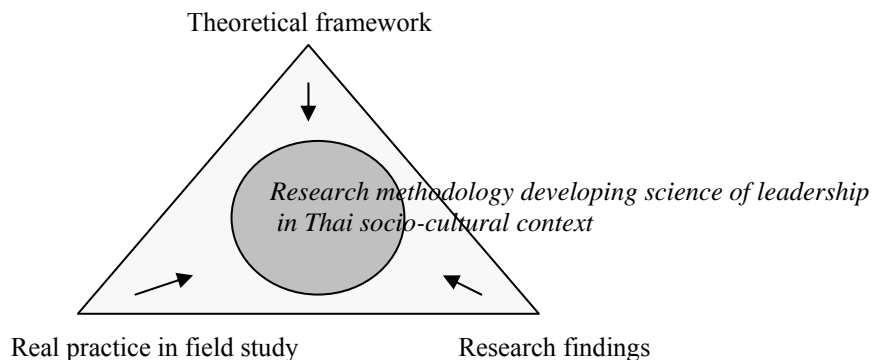 Theoretical framework
Research methodology developing science of leadership
in Thai socio-cultural context
Real practice in field study
Research findings